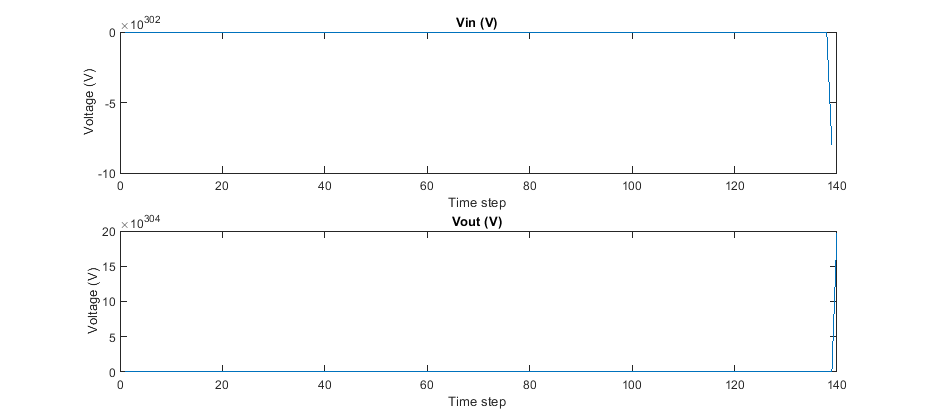 ×10^302
Vin (V)
0
-5
-10
Voltage (V)
0 20 40 60 80 100 120 140
Time step
×10^304
Vout (V)
20
15
10
5
0
Voltage (V)
0 20 40 60 80 100 120 140
Time step